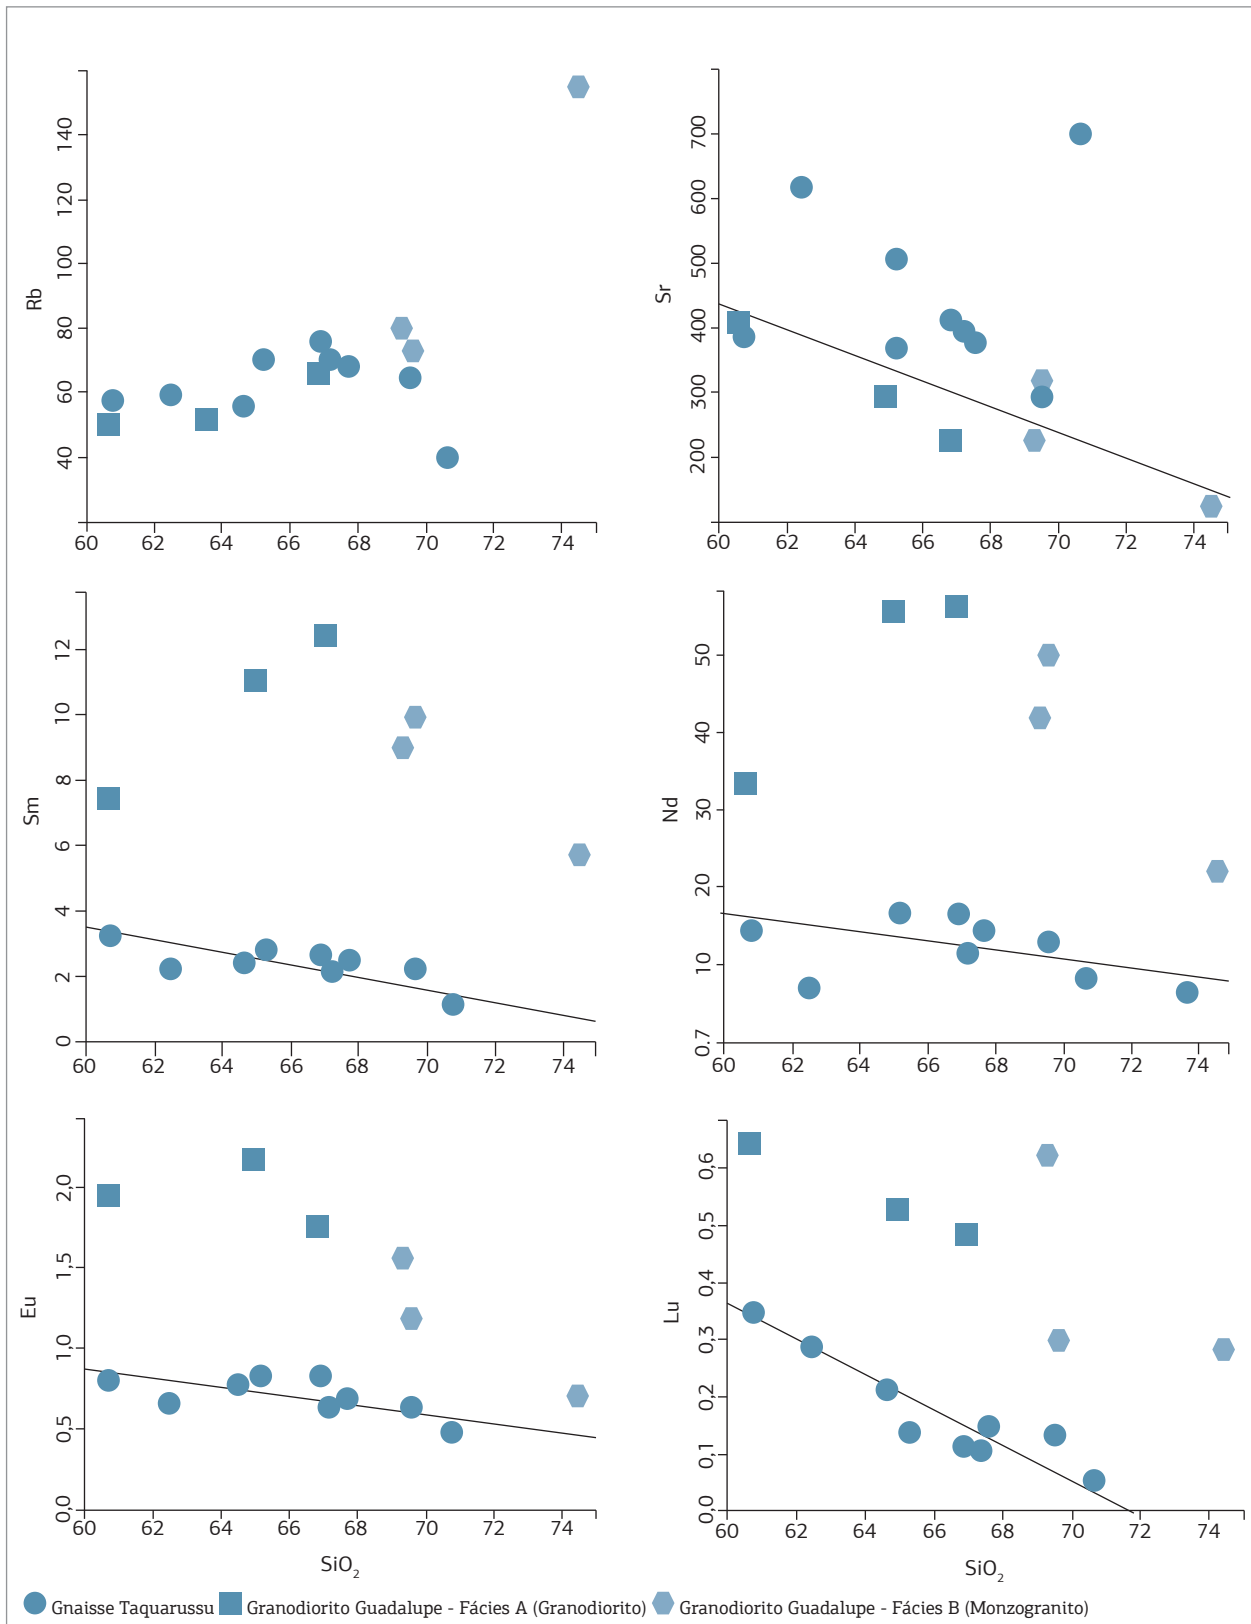 140
120
100
80
60
40
Rb
60 62 64 66 68 70 72 74
700
600
500
400
300
200
Sr
60 62 64 66 68 70 72 74
12
10
8
6
4
2
0
Sm
60 62 64 66 68 70 72 74
50
40
30
20
10
0.7
Nd
60 62 64 66 68 70 72 74
2,0
1,5
1,0
0,5
0,0
Eu
60 62 64 66 68 70 72 74
SiO₂
0,6
0,5
0,4
0,3
0,2
0,1
0,0
Lu
60 62 64 66 68 70 72 74
SiO₂
Gnaisse Taquarussu Granodiorito Guadalupe - Fácies A (Granodiorito) Granodiorito Guadalupe - Fácies B (Monzogranito)